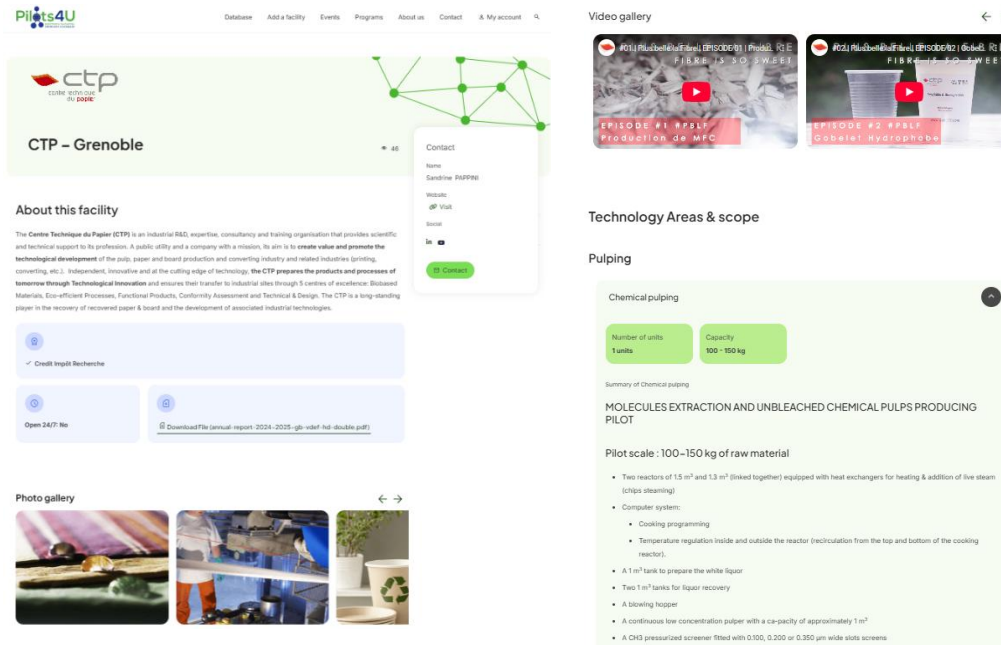 Pilots4U
Database Add a facility Events Programs About us Contact My account
ctp
centre technique
du papier
CTP – Grenoble
46
Contact
Name
Sandrine PAPPINI
Website
Visit
Social
in
Contact
About this facility
The Centre Technique du Papier (CTP) is an industrial R&D, expertise, consultancy and training organisation that provides scientific
and technical support to its profession. A public utility and a company with a mission, its aim is to create value and promote the
technological development of the pulp, paper and board production and converting industry and related industries (printing,
converting, etc.). Independent, innovative and at the cutting edge of technology, the CTP prepares the products and processes of
tomorrow through Technological Innovation and ensures their transfer to industrial sites through 5 centres of excellence: Biobased
Materials, Eco-efficient Processes, Functional Products, Conformity Assessment and Technical & Design. The CTP is a long-standing
player in the recovery of recovered paper & board and the development of associated industrial technologies.
Credit Impôt Recherche
Open 24/7: No
Download File (annual-report-2024-2025-gb-vdef-hd-double.pdf)
Photo gallery
Video gallery
FIBRE IS SO SWEET
EPISODE #1 #PBLF
Production de MFC
FIBRE IS SO SWEET
EPISODE #2 #PBLF
Gobelet Hydrophobe
Technology Areas & scope
Pulping
Chemical pulping
Number of units
1 units
Capacity
100 - 150 kg
Summary of Chemical pulping
MOLECULES EXTRACTION AND UNBLEACHED CHEMICAL PULPS PRODUCING
PILOT
Pilot scale : 100–150 kg of raw material
Two reactors of 1.5 m³ and 1.3 m³ (linked together) equipped with heat exchangers for heating & addition of live steam
(chips steaming)
Computer system:
Cooking programming
Temperature regulation inside and outside the reactor (recirculation from the top and bottom of the cooking
reactor).
A 1 m³ tank to prepare the white liquor
Two 1 m³ tanks for liquor recovery
A blowing hopper
A continuous low concentration pulper with a ca-pacity of approximately 1 m³
A CH3 pressurized screener fitted with 0.100, 0.200 or 0.350 µm wide slots screens